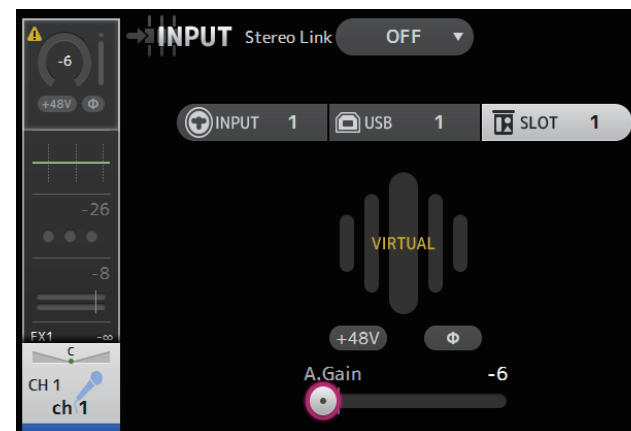 -6
+48V Φ
-26
-8
EX1 -∞
C
CH 1
ch 1
INPUT Stereo Link OFF
INPUT 1 USB 1 SLOT 1
VIRTUAL
+48V Φ
A.Gain -6